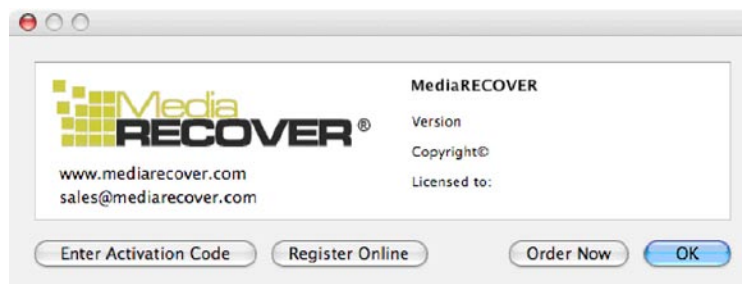 Media
RECOVER®
www.mediarecover.com
sales@mediarecover.com
MediaRECOVER
Version
Copyright©
Licensed to:
Enter Activation Code
Register Online
Order Now
OK